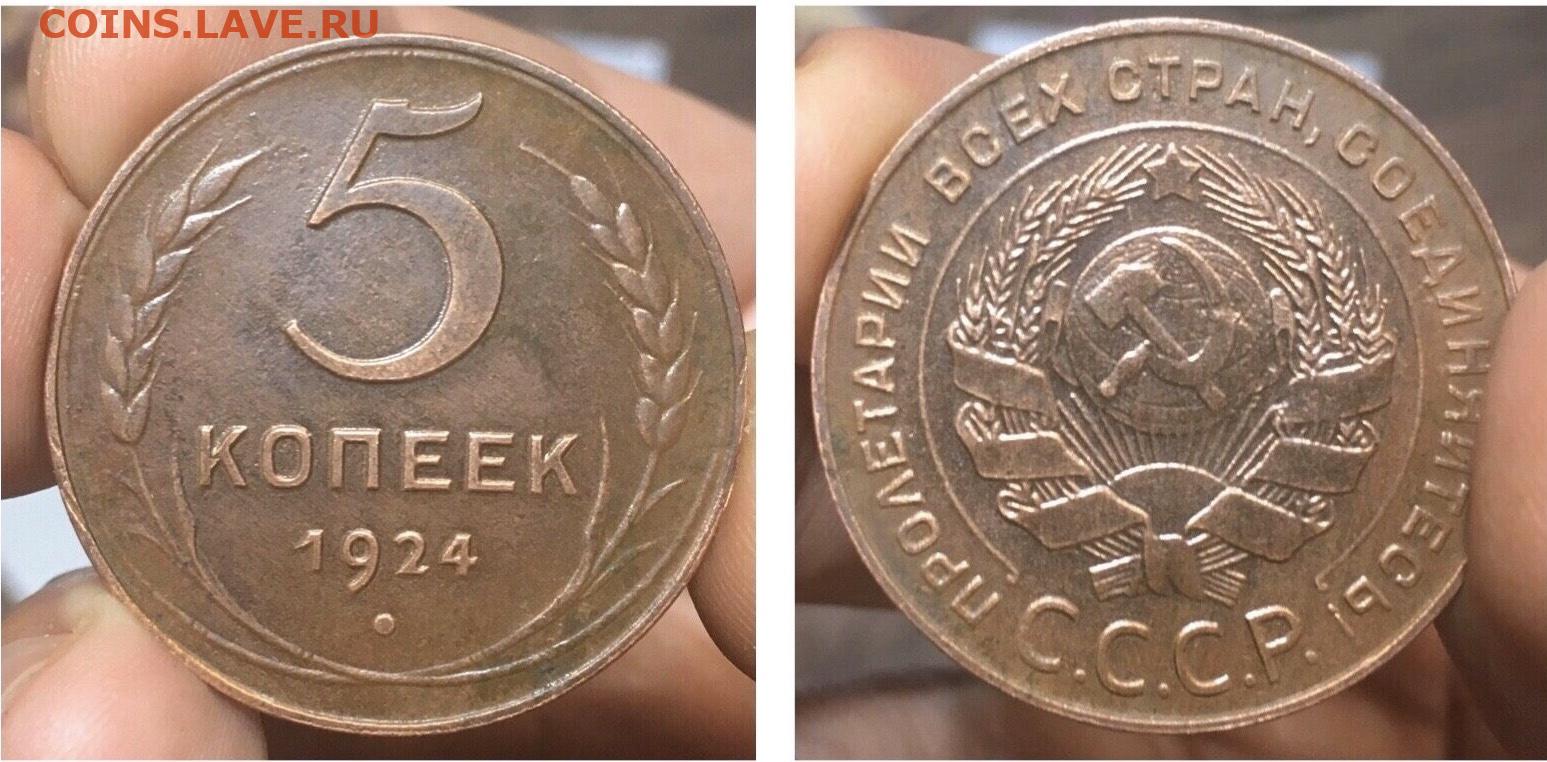 COINS.LAVE.RU
5
КОПЕЕК
1924
ПРОЛЕТАРИИ ВСЕХ СТРАН, СОЕДИНЯЙТЕСЬ!
С.С.С.Р.